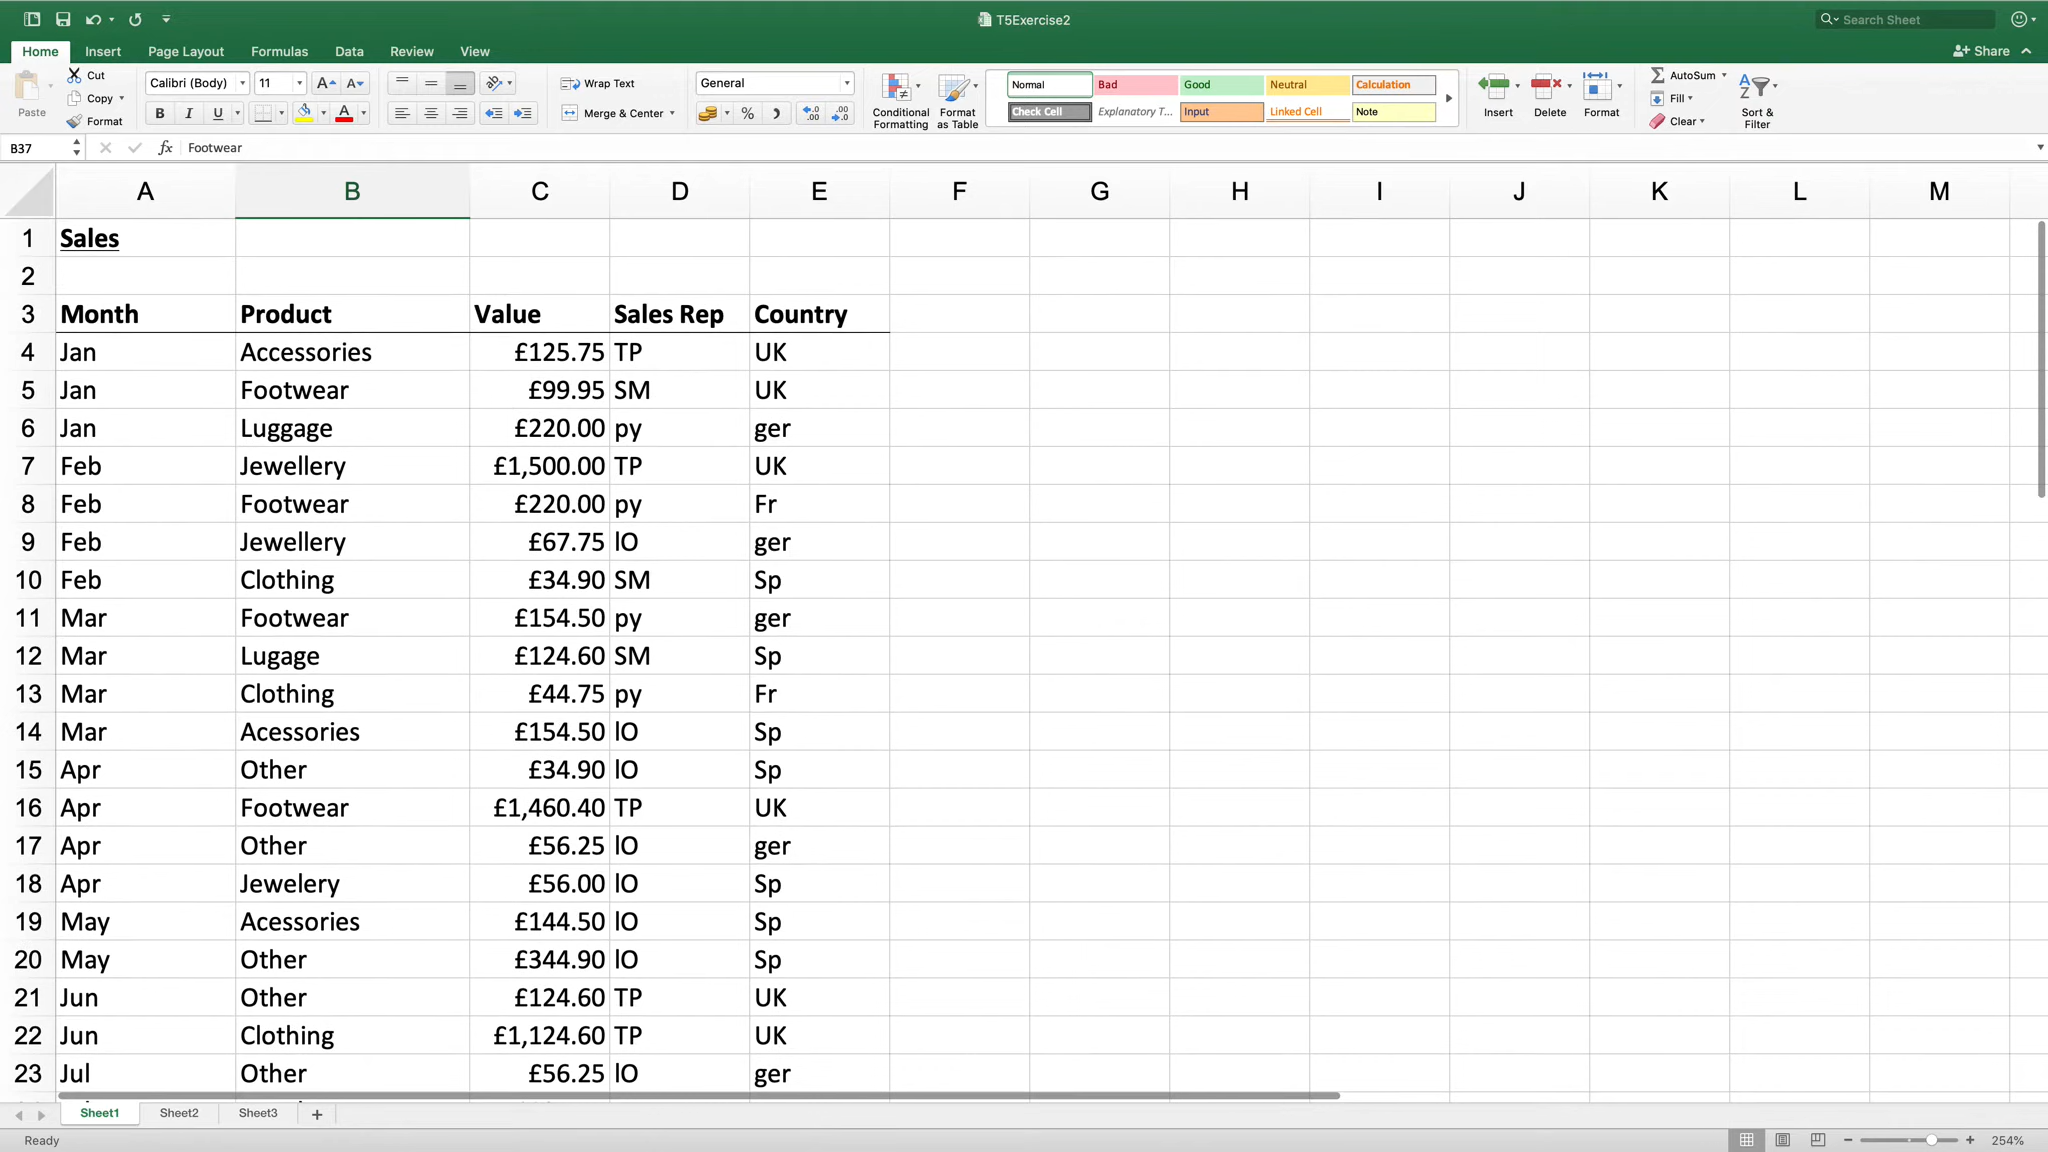 T5Exercise2
Search Sheet
Home Insert Page Layout Formulas Data Review View
Share
Paste
Cut
Copy
Format
Calibri (Body) 11
A A
B I U A
Wrap Text
Merge & Center
General
%
Conditional Formatting
Format as Table
Normal Bad Good Neutral Calculation
Check Cell Explanatory T... Input Linked Cell Note
Insert Delete Format
AutoSum
Fill
Clear
Sort & Filter
B37 fx Footwear
A B C D E F G H I J K L M
1 Sales
2
3 Month Product Value Sales Rep Country
4 Jan Accessories £125.75 TP UK
5 Jan Footwear £99.95 SM UK
6 Jan Luggage £220.00 py ger
7 Feb Jewellery £1,500.00 TP UK
8 Feb Footwear £220.00 py Fr
9 Feb Jewellery £67.75 lO ger
10 Feb Clothing £34.90 SM Sp
11 Mar Footwear £154.50 py ger
12 Mar Lugage £124.60 SM Sp
13 Mar Clothing £44.75 py Fr
14 Mar Acessories £154.50 lO Sp
15 Apr Other £34.90 lO Sp
16 Apr Footwear £1,460.40 TP UK
17 Apr Other £56.25 lO ger
18 Apr Jewelery £56.00 lO Sp
19 May Acessories £144.50 lO Sp
20 May Other £344.90 lO Sp
21 Jun Other £124.60 TP UK
22 Jun Clothing £1,124.60 TP UK
23 Jul Other £56.25 lO ger
Sheet1 Sheet2 Sheet3 +
Ready
254%